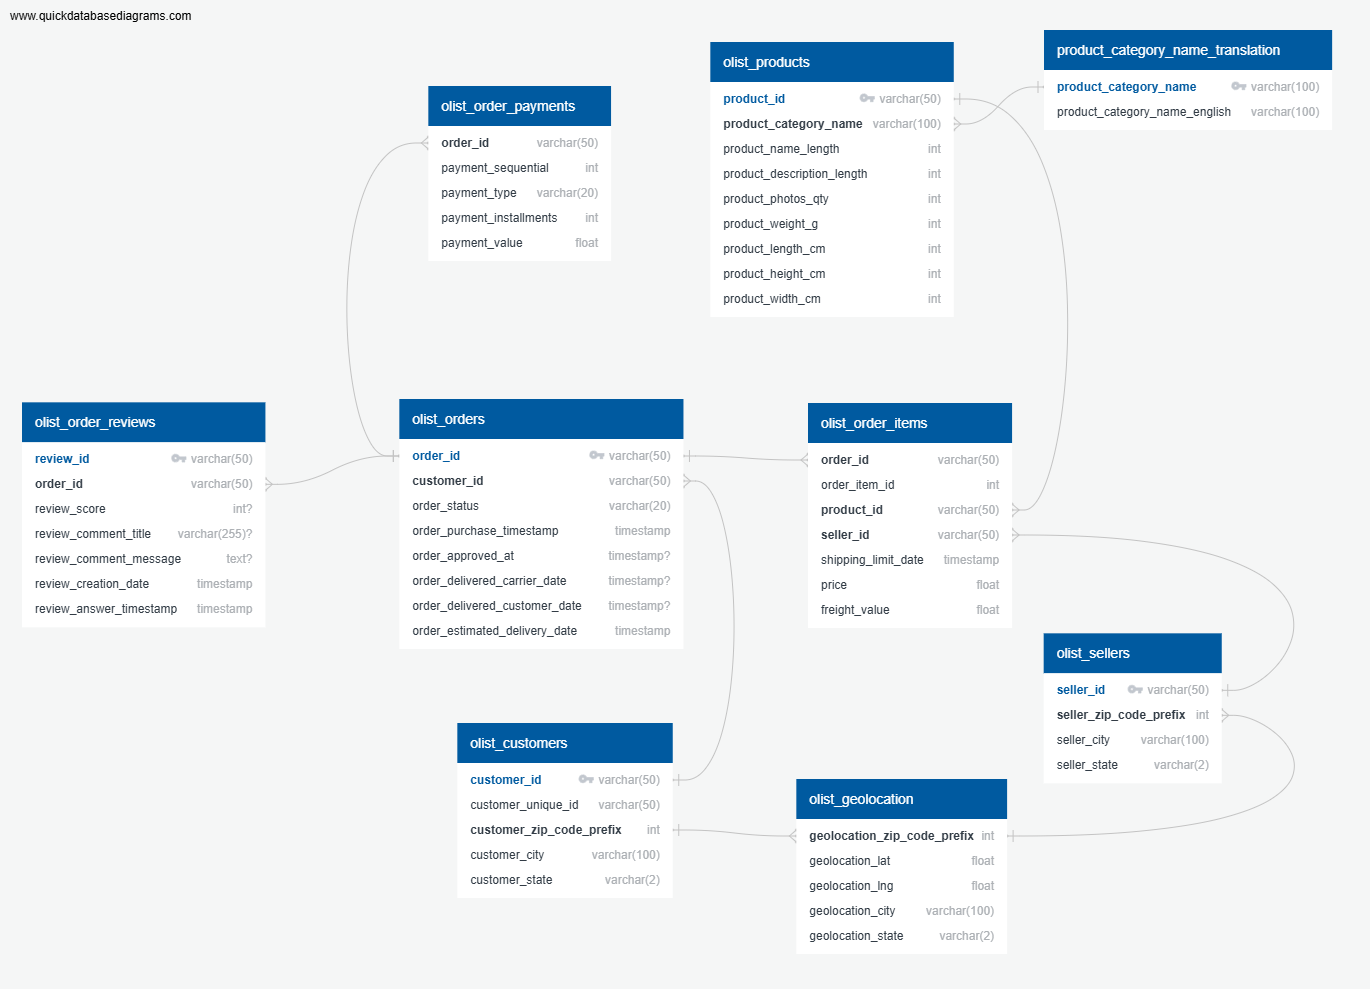 www.quickdatabasediagrams.com
olist_products
product_id varchar(50)
product_category_name varchar(100)
product_name_length int
product_description_length int
product_photos_qty int
product_weight_g int
product_length_cm int
product_height_cm int
product_width_cm int
product_category_name_translation
product_category_name varchar(100)
product_category_name_english varchar(100)
olist_order_payments
order_id varchar(50)
payment_sequential int
payment_type varchar(20)
payment_installments int
payment_value float
olist_order_reviews
review_id varchar(50)
order_id varchar(50)
review_score int?
review_comment_title varchar(255)?
review_comment_message text?
review_creation_date timestamp
review_answer_timestamp timestamp
olist_orders
order_id varchar(50)
customer_id varchar(50)
order_status varchar(20)
order_purchase_timestamp timestamp
order_approved_at timestamp?
order_delivered_carrier_date timestamp?
order_delivered_customer_date timestamp?
order_estimated_delivery_date timestamp
olist_order_items
order_id varchar(50)
order_item_id int
product_id varchar(50)
seller_id varchar(50)
shipping_limit_date timestamp
price float
freight_value float
olist_sellers
seller_id varchar(50)
seller_zip_code_prefix int
seller_city varchar(100)
seller_state varchar(2)
olist_customers
customer_id varchar(50)
customer_unique_id varchar(50)
customer_zip_code_prefix int
customer_city varchar(100)
customer_state varchar(2)
olist_geolocation
geolocation_zip_code_prefix int
geolocation_lat float
geolocation_lng float
geolocation_city varchar(100)
geolocation_state varchar(2)